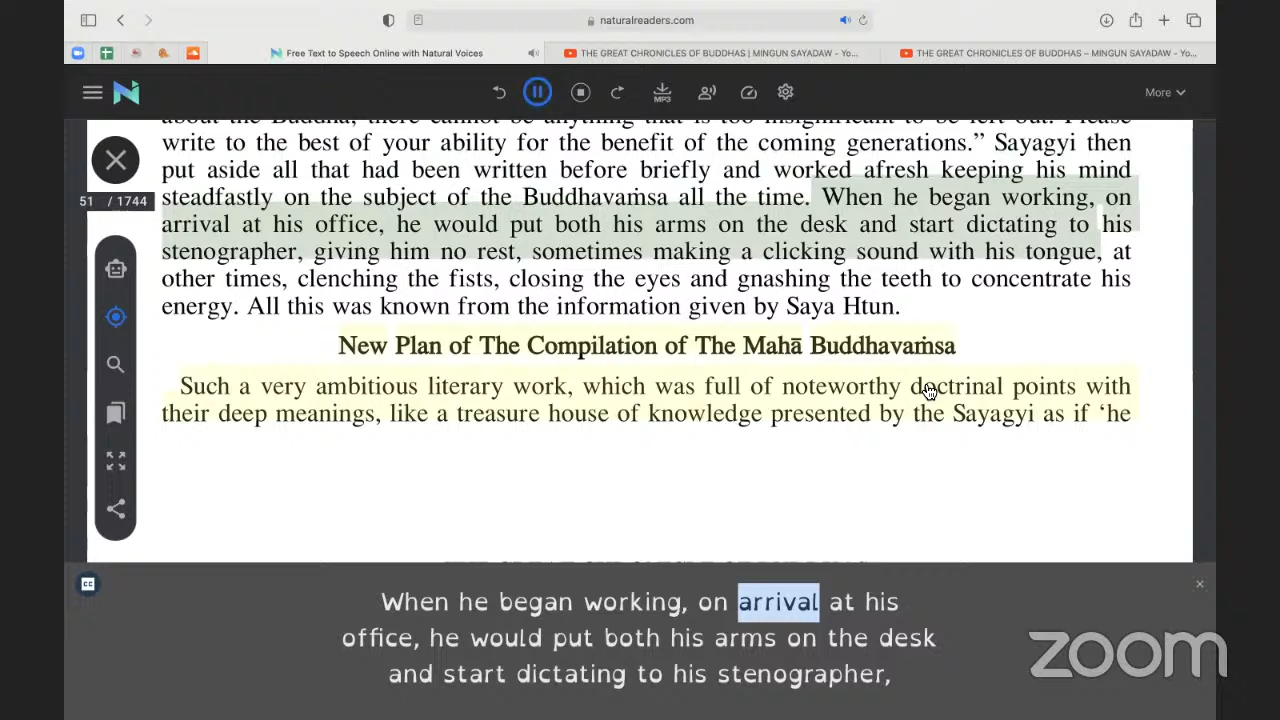 naturalreaders.com
Free Text to Speech Online with Natural Voices
THE GREAT CHRONICLES OF BUDDHAS | MINGUN SAYADAW - Yo...
THE GREAT CHRONICLES OF BUDDHAS – MINGUN SAYADAW - Yo...
MP3
More
about the Buddha, there cannot be anything that is too insignificant to be left out. Please
write to the best of your ability for the benefit of the coming generations.” Sayagyi then
put aside all that had been written before briefly and worked afresh keeping his mind
51 / 1744
steadfastly on the subject of the Buddhavaṁsa all the time. When he began working, on
arrival at his office, he would put both his arms on the desk and start dictating to his
stenographer, giving him no rest, sometimes making a clicking sound with his tongue, at
other times, clenching the fists, closing the eyes and gnashing the teeth to concentrate his
energy. All this was known from the information given by Saya Htun.
New Plan of The Compilation of The Mahā Buddhavaṁsa
Such a very ambitious literary work, which was full of noteworthy doctrinal points with
their deep meanings, like a treasure house of knowledge presented by the Sayagyi as if ‘he
CC
When he began working, on arrival at his
office, he would put both his arms on the desk
and start dictating to his stenographer,
zoom